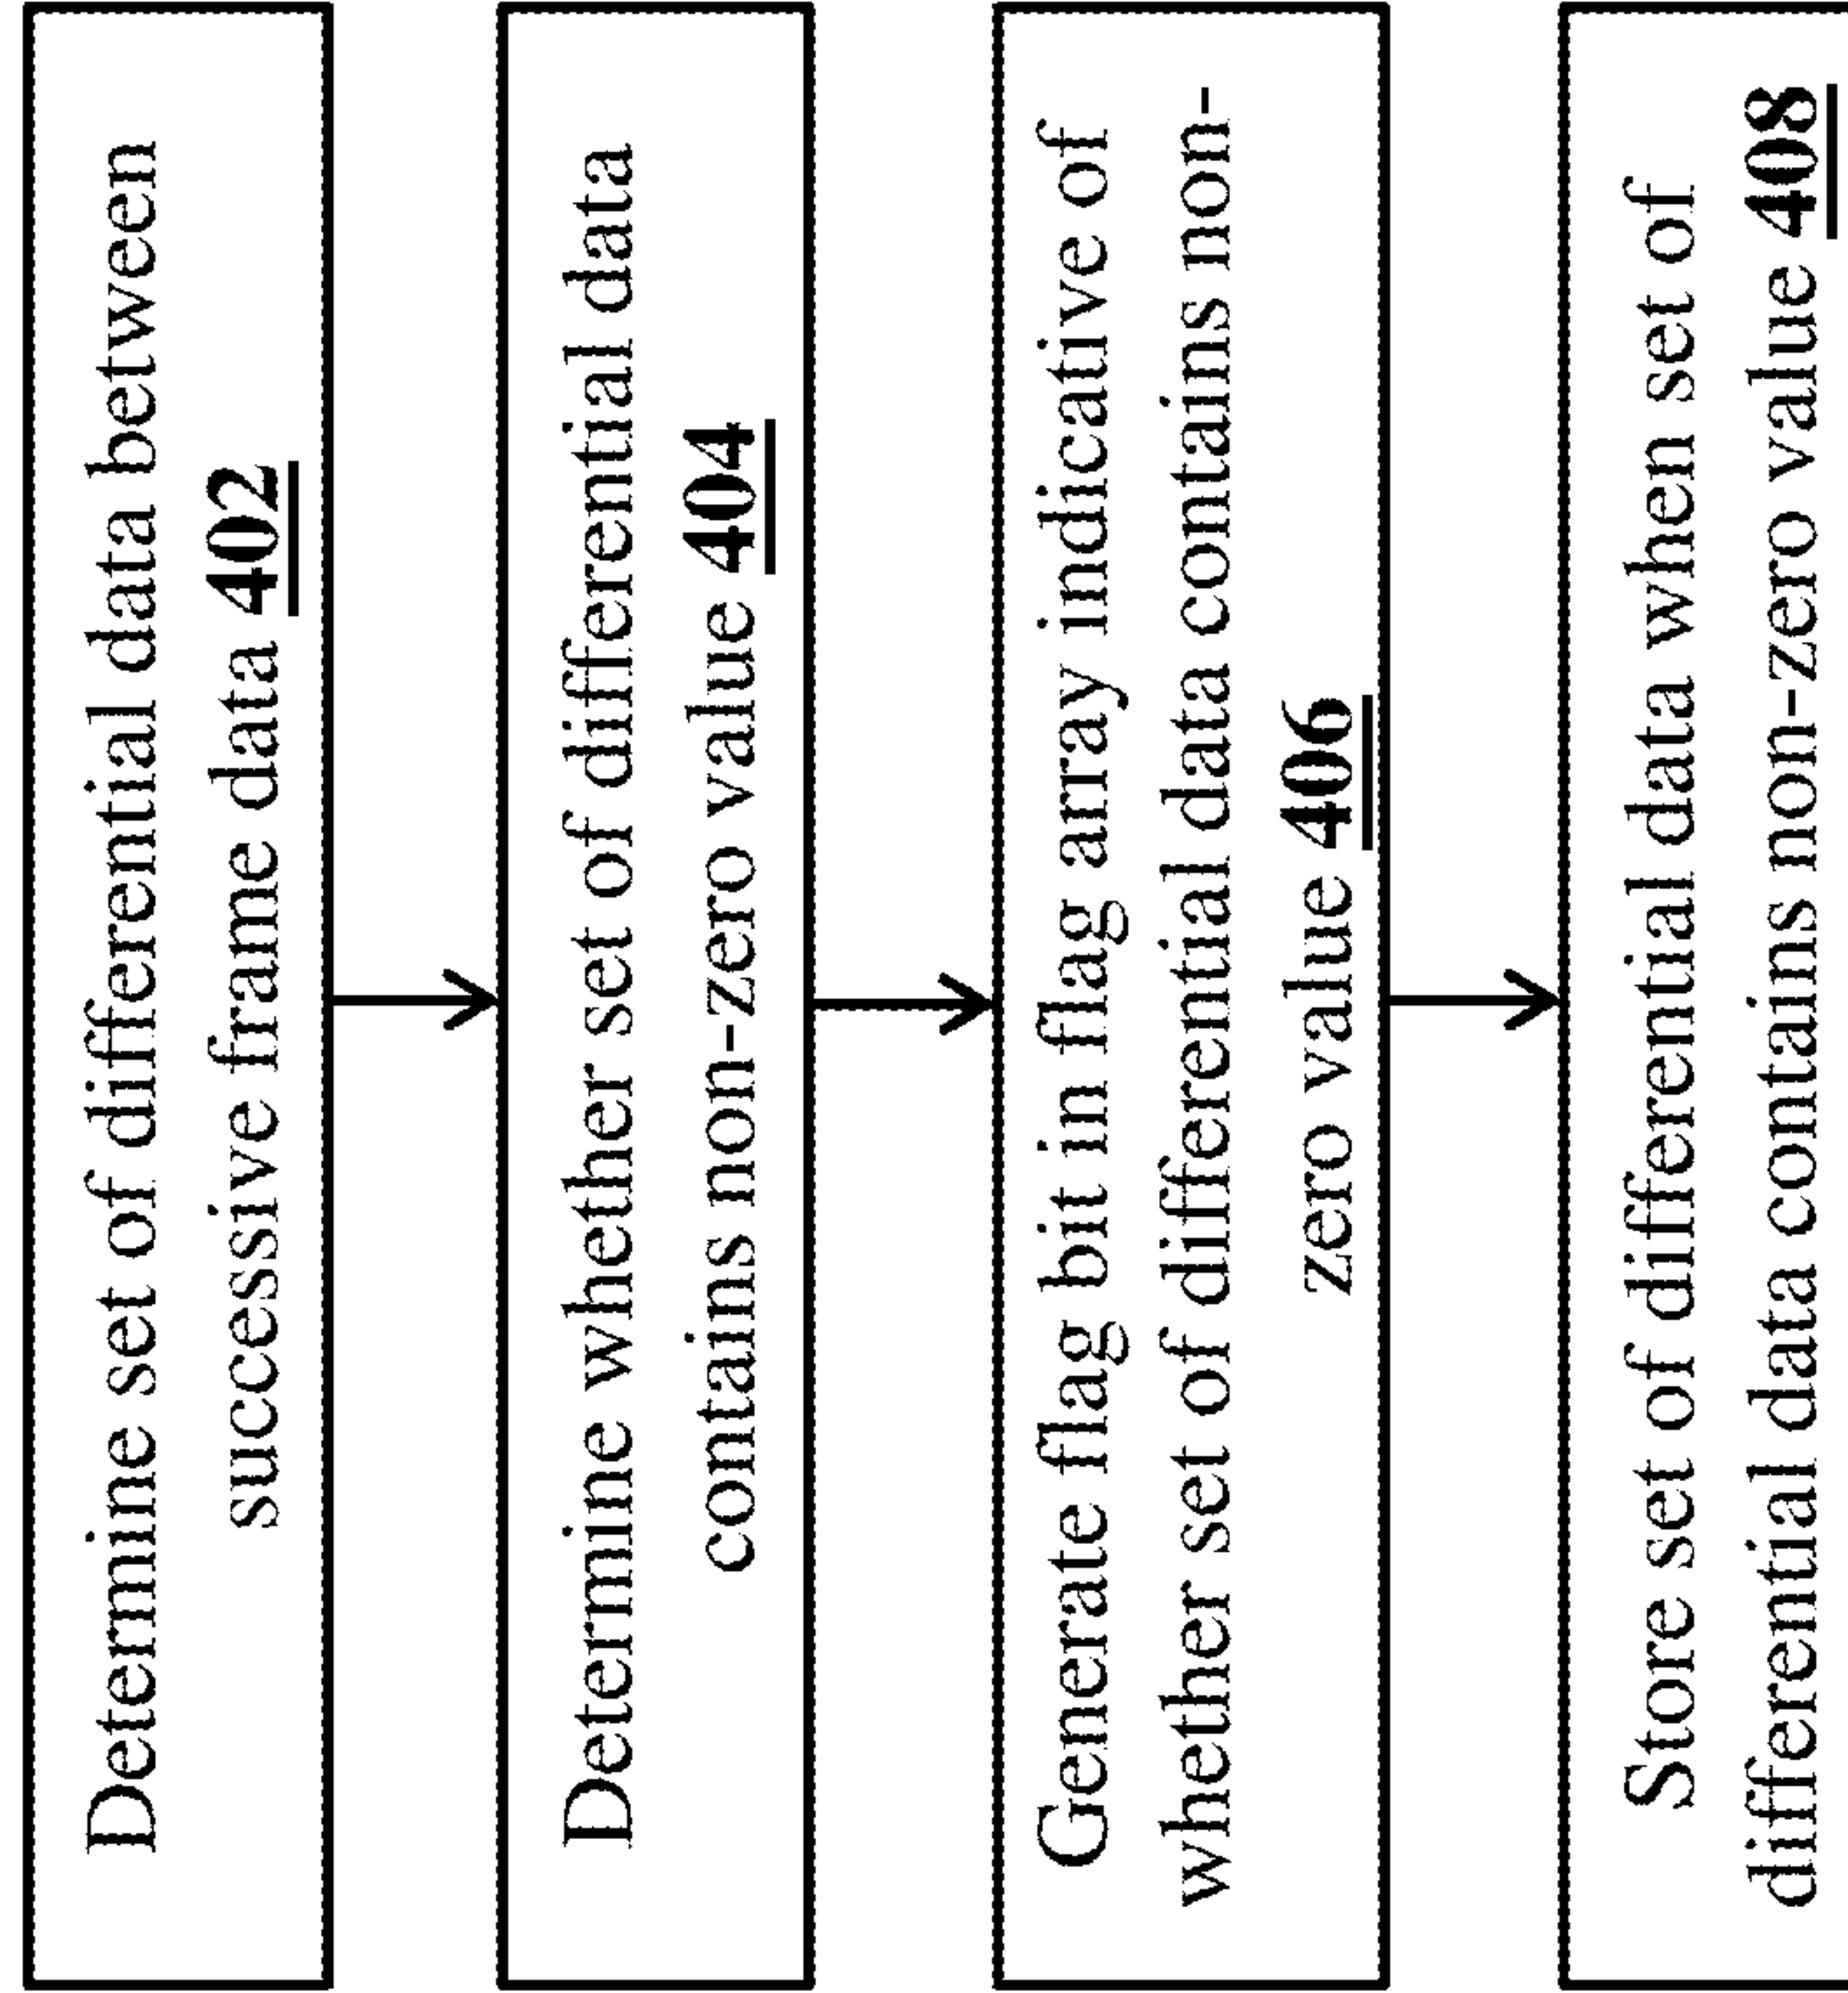 Determine set of differential data between
successive frame data 402
Determine whether set of differential data
contains non-zero value 404
Generate flag bit in flag array indicative of
whether set of differential data contains non-
zero value 406
Store set of differential data when set of
differential data contains non-zero value 408